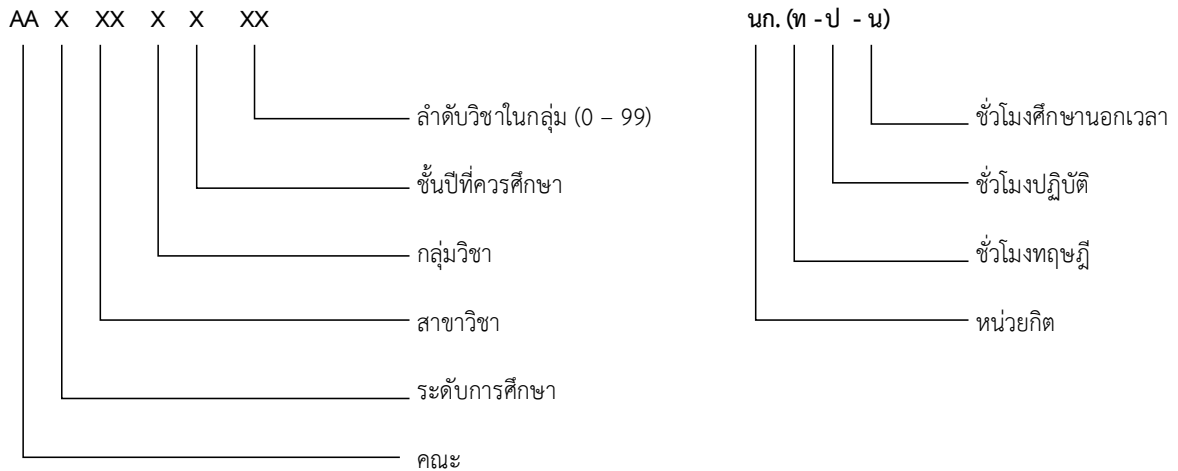 AA X XX X X XX นก. (ท - ป - น)
ลำดับวิชาในกลุ่ม (0 – 99) ชั่วโมงศึกษานอกเวลา
ชั้นปีที่ควรศึกษา ชั่วโมงปฏิบัติ
กลุ่มวิชา ชั่วโมงทฤษฎี
สาขาวิชา หน่วยกิต
ระดับการศึกษา
คณะ